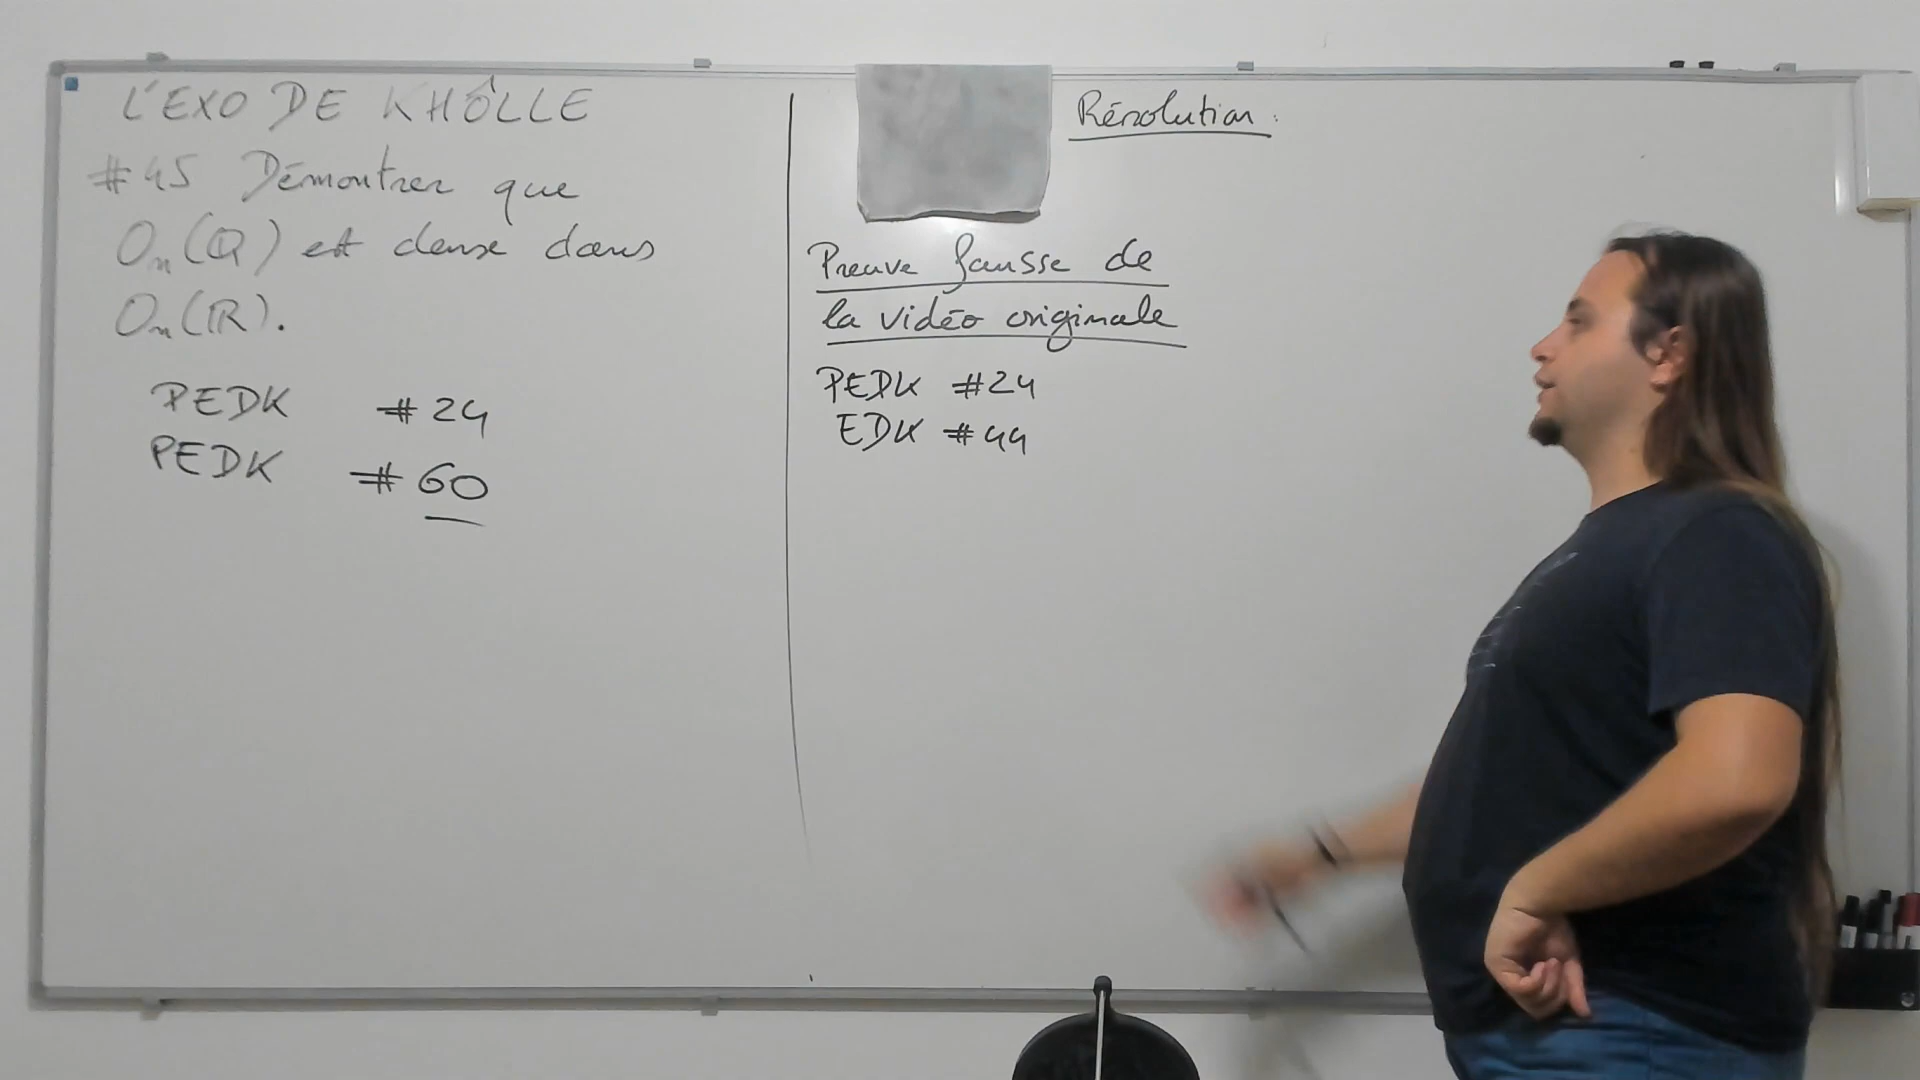 L'EXO DE KHÔLLE
#45 Démontrer que
On(Q) est dense dans
On(R).
PEDK #24
PEDK #60
Résolution:
Preuve fausse de
la vidéo originale
PEDK #24
EDK #44